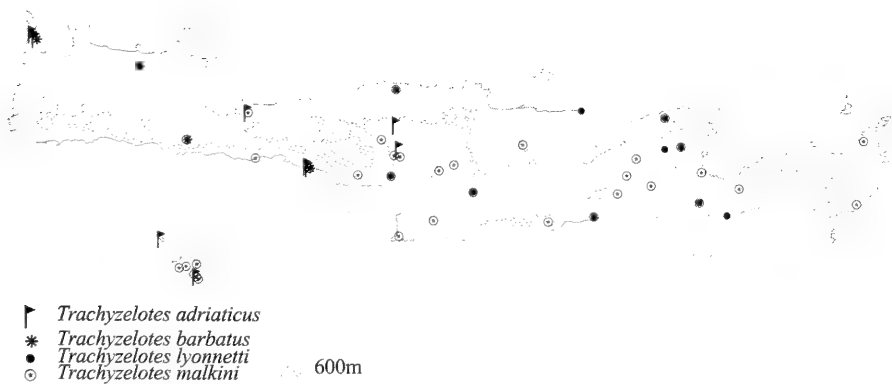 Trachyzelotes adriaticus
Trachyzelotes barbatus
Trachyzelotes lyonnetti
Trachyzelotes malkini
600m